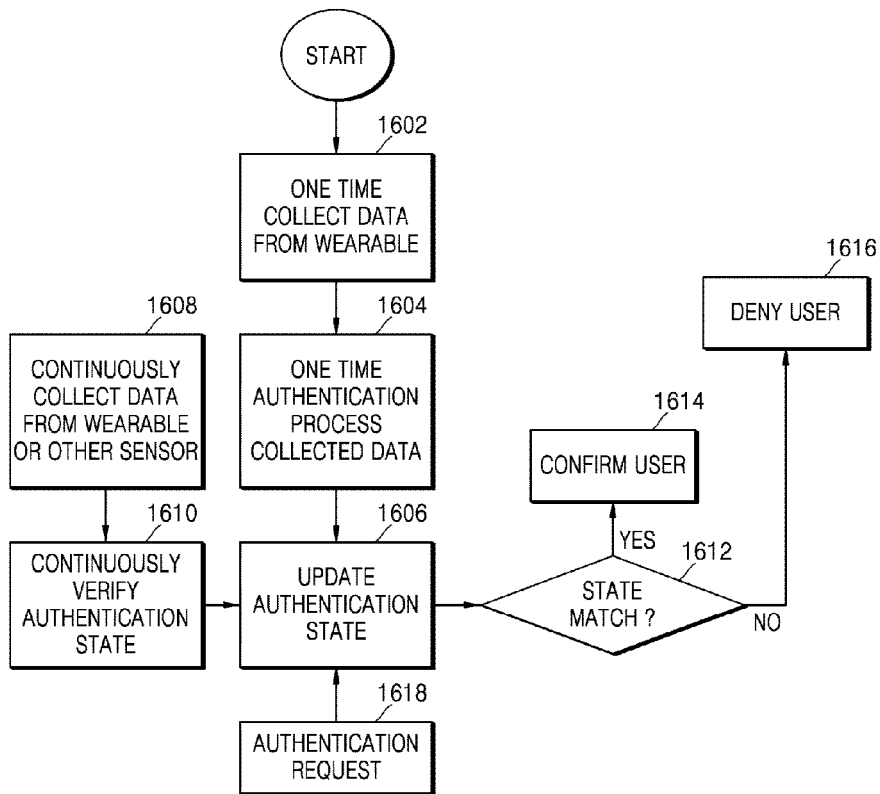 START
1602
ONE TIME
COLLECT DATA
FROM WEARABLE
1616
DENY USER
1608
CONTINUOUSLY
COLLECT DATA
FROM WEARABLE
OR OTHER SENSOR
1604
ONE TIME
AUTHENTICATION
PROCESS
COLLECTED DATA
1614
CONFIRM USER
1610
CONTINUOUSLY
VERIFY
AUTHENTICATION
STATE
1606
UPDATE
AUTHENTICATION
STATE
YES
1612
STATE
MATCH ?
NO
1618
AUTHENTICATION
REQUEST